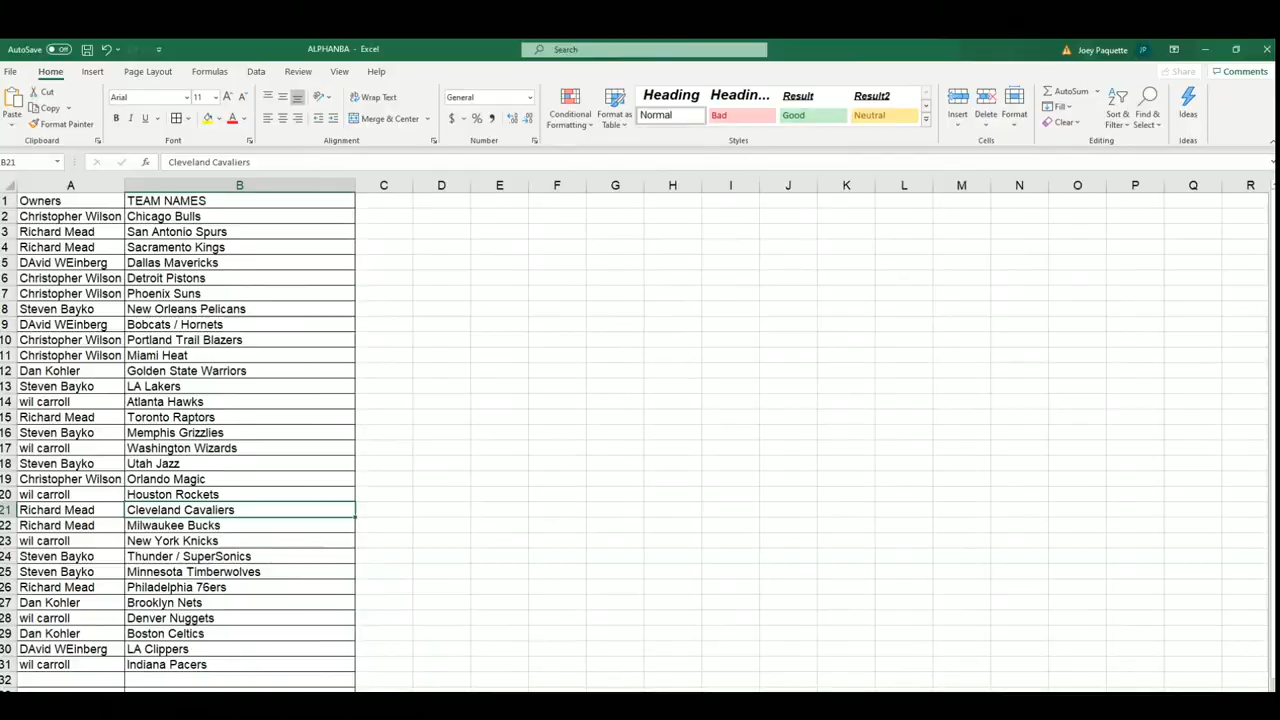 AutoSave Off ALPHANBA - Excel Search Joey Paquette JP
File Home Insert Page Layout Formulas Data Review View Help Share Comments
Paste Cut Copy Format Painter
Arial 11 Wrap Text General
B I U Merge & Center $ %
Conditional Formatting Format as Table
Heading Headin... Result Result2
Normal Bad Good Neutral
Insert Delete Format
AutoSum Fill Clear
Sort & Filter Find & Select Ideas
Clipboard Font Alignment Number Styles Cells Editing Ideas
B21 fx Cleveland Cavaliers
A B C D E F G H I J K L M N O P Q R
1 Owners TEAM NAMES
2 Christopher Wilson Chicago Bulls
3 Richard Mead San Antonio Spurs
4 Richard Mead Sacramento Kings
5 DAvid WEinberg Dallas Mavericks
6 Christopher Wilson Detroit Pistons
7 Christopher Wilson Phoenix Suns
8 Steven Bayko New Orleans Pelicans
9 DAvid WEinberg Bobcats / Hornets
10 Christopher Wilson Portland Trail Blazers
11 Christopher Wilson Miami Heat
12 Dan Kohler Golden State Warriors
13 Steven Bayko LA Lakers
14 wil carroll Atlanta Hawks
15 Richard Mead Toronto Raptors
16 Steven Bayko Memphis Grizzlies
17 wil carroll Washington Wizards
18 Steven Bayko Utah Jazz
19 Christopher Wilson Orlando Magic
20 wil carroll Houston Rockets
21 Richard Mead Cleveland Cavaliers
22 Richard Mead Milwaukee Bucks
23 wil carroll New York Knicks
24 Steven Bayko Thunder / SuperSonics
25 Steven Bayko Minnesota Timberwolves
26 Richard Mead Philadelphia 76ers
27 Dan Kohler Brooklyn Nets
28 wil carroll Denver Nuggets
29 Dan Kohler Boston Celtics
30 DAvid WEinberg LA Clippers
31 wil carroll Indiana Pacers
32